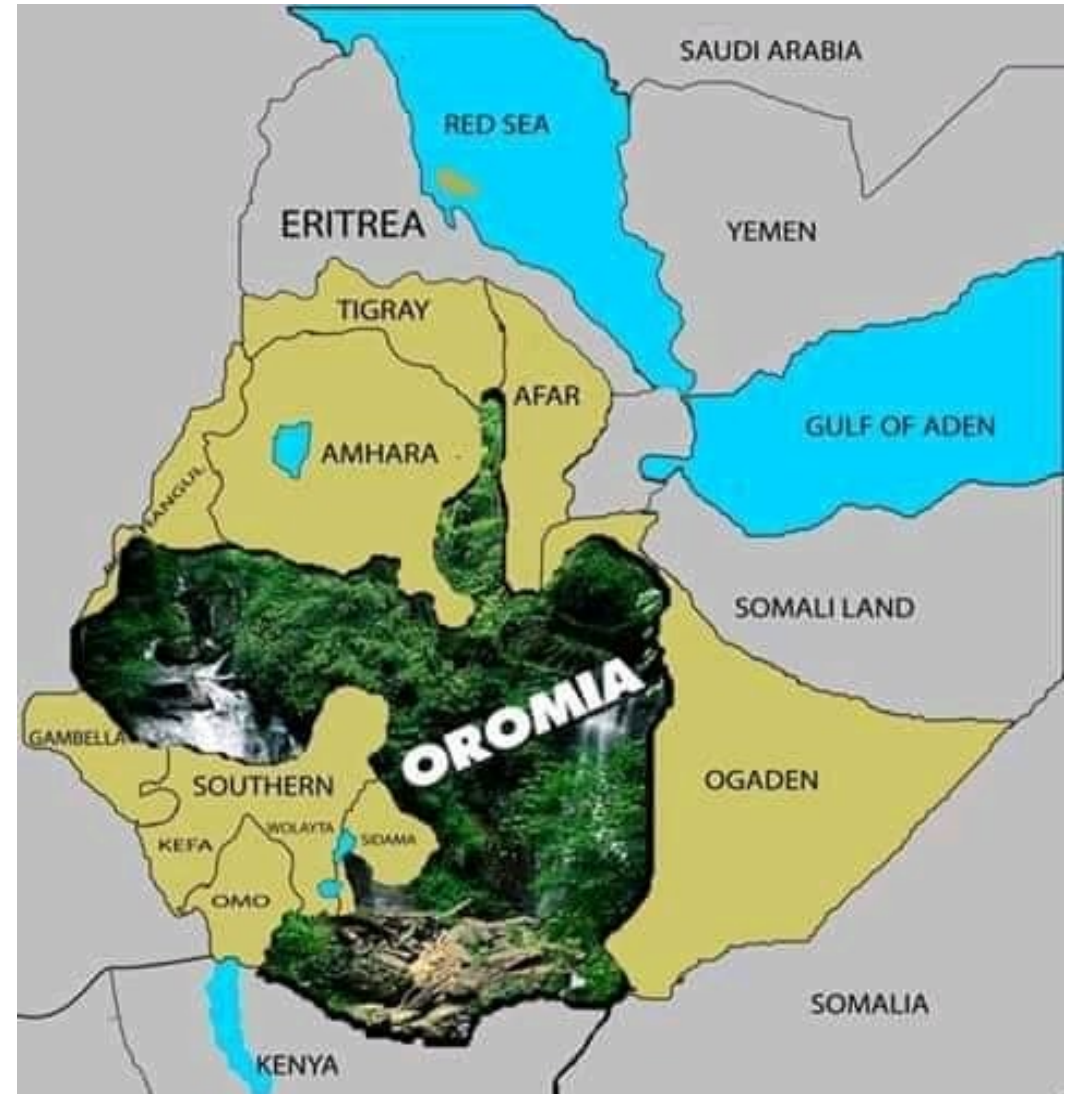 SAUDI ARABIA
RED SEA
ERITREA
YEMEN
TIGRAY
AFAR
GULF OF ADEN
AMHARA
SOMALI LAND
OROMIA
GAMBELLA
SOUTHERN
OGADEN
WOLAYTA
SIDAMA
KEFA
OMO
SOMALIA
KENYA